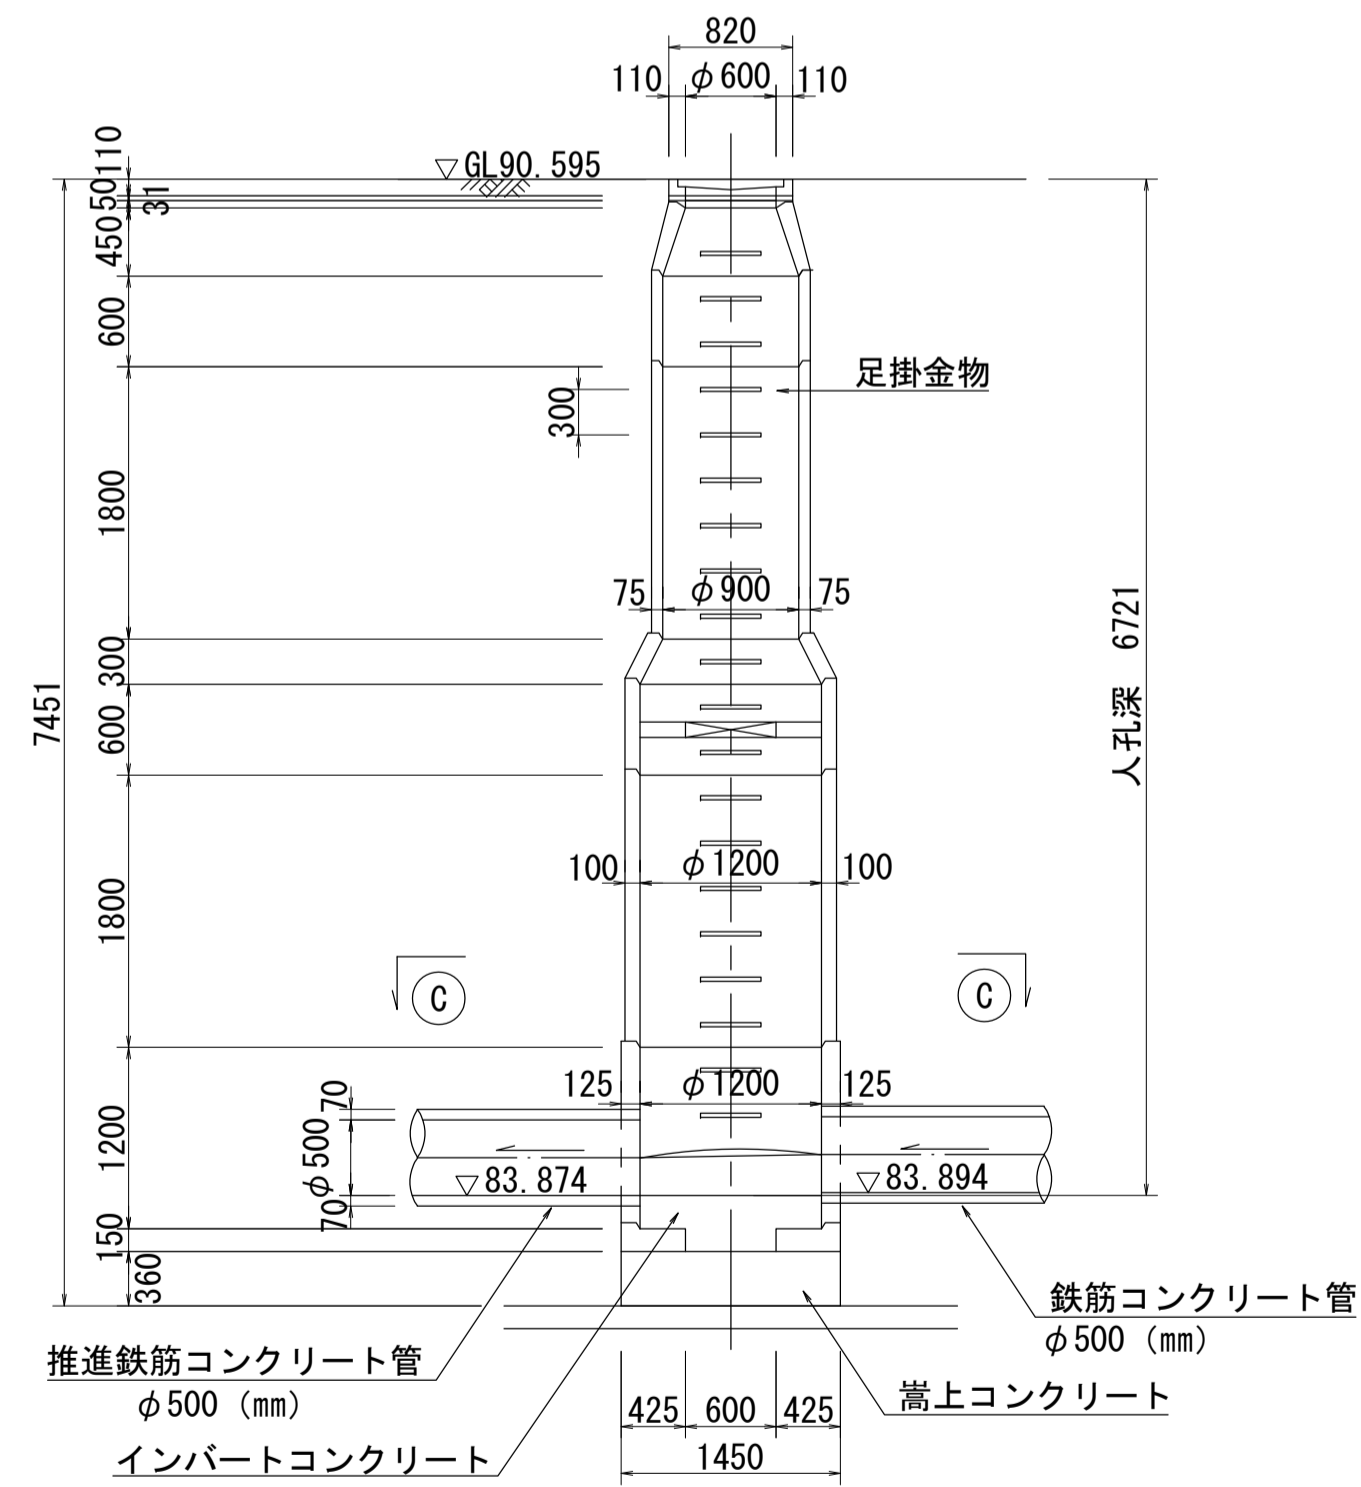 820
110 φ600 110
▽ GL90.595
110
50
31
450
600
足掛金物
300
1800
75 φ900 75
人孔深 6721
300
7451
600
100 φ1200 100
1800
C
C
125 φ1200 125
70
φ500
70
1200
▽83.874
▽83.894
150
360
鉄筋コンクリート管
φ500 (mm)
推進鉄筋コンクリート管
φ500 (mm)
嵩上コンクリート
425 600 425
インバートコンクリート
1450